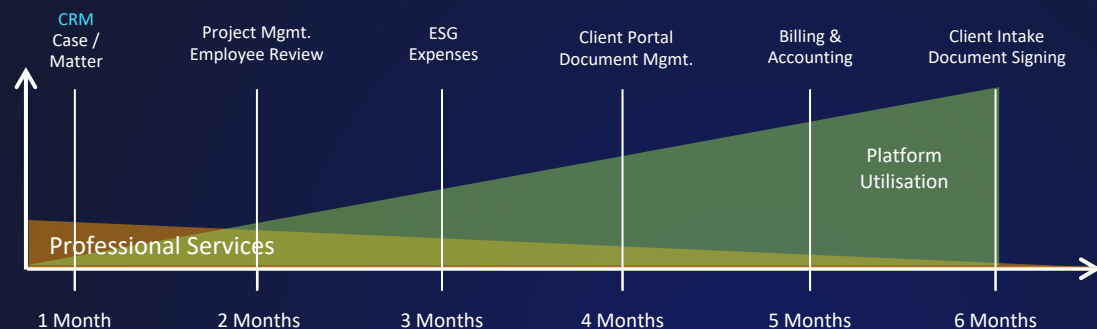 CRM
Case /
Matter
Project Mgmt.
Employee Review
ESG
Expenses
Client Portal
Document Mgmt.
Billing &
Accounting
Client Intake
Document Signing
Platform
Utilisation
Professional Services
1 Month
2 Months
3 Months
4 Months
5 Months
6 Months